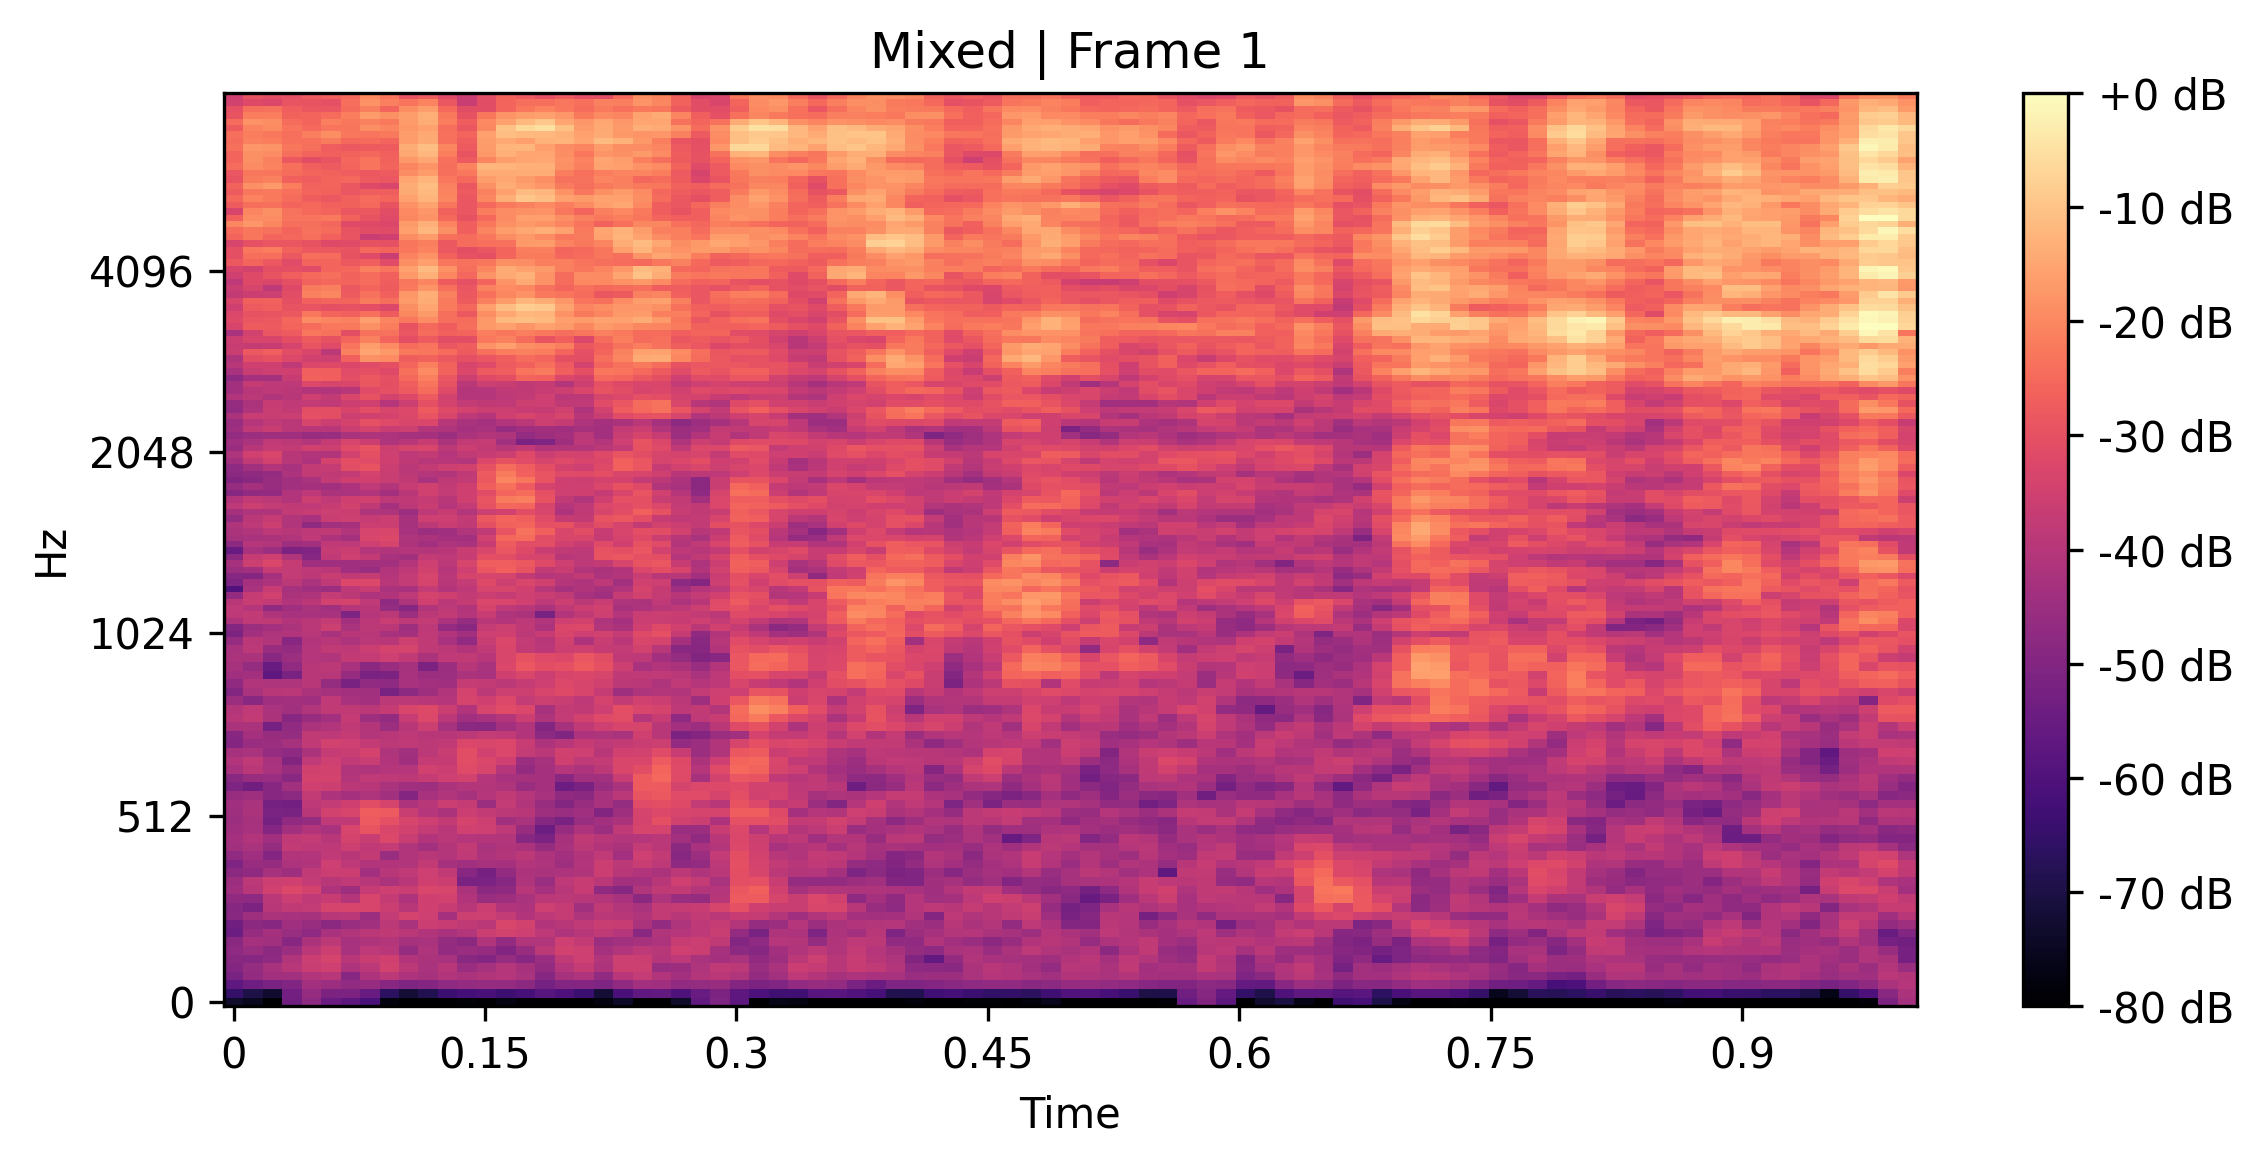 Mixed | Frame 1
+0 dB
-10 dB
-20 dB
-30 dB
-40 dB
-50 dB
-60 dB
-70 dB
-80 dB
4096
2048
1024
512
0
Hz
0 0.15 0.3 0.45 0.6 0.75 0.9
Time